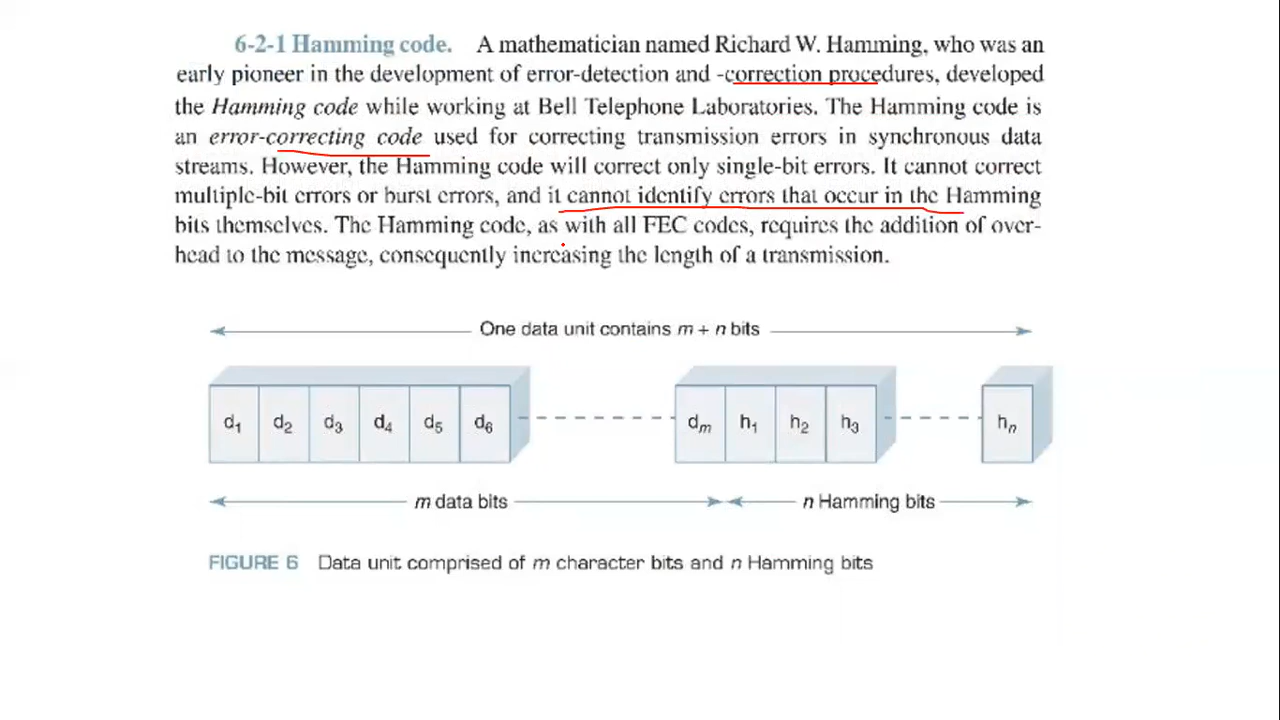 6-2-1 Hamming code. A mathematician named Richard W. Hamming, who was an
early pioneer in the development of error-detection and -correction procedures, developed
the Hamming code while working at Bell Telephone Laboratories. The Hamming code is
an error-correcting code used for correcting transmission errors in synchronous data
streams. However, the Hamming code will correct only single-bit errors. It cannot correct
multiple-bit errors or burst errors, and it cannot identify errors that occur in the Hamming
bits themselves. The Hamming code, as with all FEC codes, requires the addition of over-
head to the message, consequently increasing the length of a transmission.
One data unit contains m + n bits
d1 d2 d3 d4 d5 d6 dm h1 h2 h3 hn
m data bits n Hamming bits
FIGURE 6 Data unit comprised of m character bits and n Hamming bits